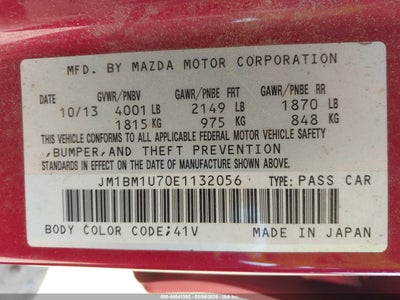 MFD. BY MAZDA MOTOR CORPORATION
DATE GVWR/PNBV GAWR/PNBE FRT GAWR/PNBE RR
10/13 4001 LB 2149 LB 1870 LB
1815 KG 975 KG 848 KG
THIS VEHICLE CONFORMS TO ALL APPLICABLE FEDERAL MOTOR VEHICLE SAFETY
,BUMPER,AND THEFT PREVENTION
STANDARDS IN EFFECT ON THE DATE OF MANUFACTURE SHOWN ABOVE.
JM1BM1U70E1132056 TYPE: PASS CAR
BODY COLOR CODE;41V MADE IN JAPAN